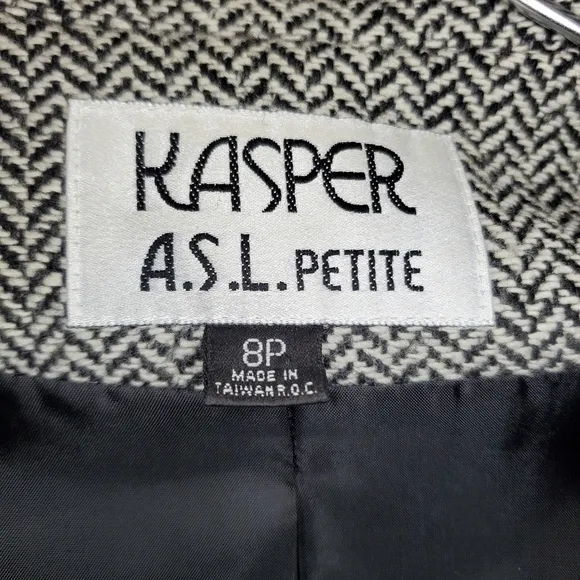 KASPER
A.S.L. PETITE
8P
MADE IN
TAIWAN R.O.C.